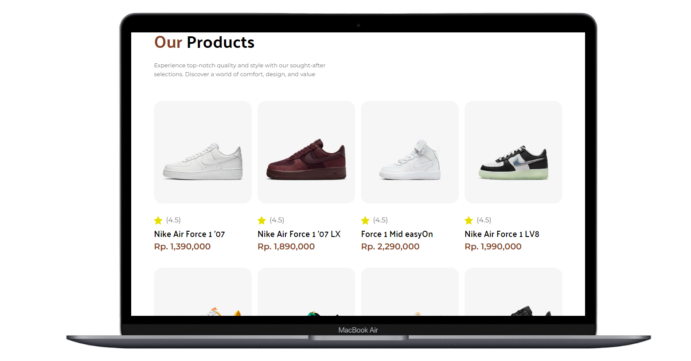 Our Products
Experience top-notch quality and style with our sought-after
selections. Discover a world of comfort, design, and value
(4.5)
Nike Air Force 1 '07
Rp. 1,390,000
(4.5)
Nike Air Force 1 '07 LX
Rp. 1,890,000
(4.5)
Force 1 Mid easyOn
Rp. 2,290,000
(4.5)
Nike Air Force 1 LV8
Rp. 1,990,000
MacBook Air